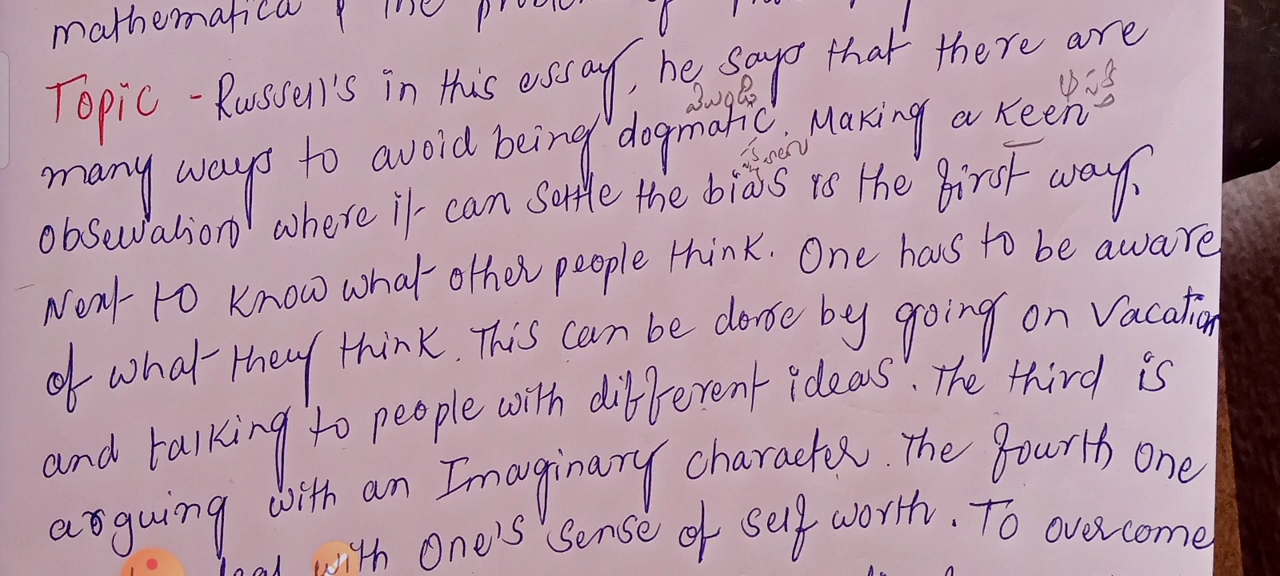 mathematica & the problem of
Topic - Russell's in this essay, he says that there are
many ways to avoid being dogmatic. Making a Keen
Observation where it can settle the bias is the first way.
Next to know what other people think. One has to be aware
of what they think. This can be done by going on vacation
and talking to people with different ideas. The third is
arguing with an Imaginary character. The fourth one
with one's sense of self worth. To overcome